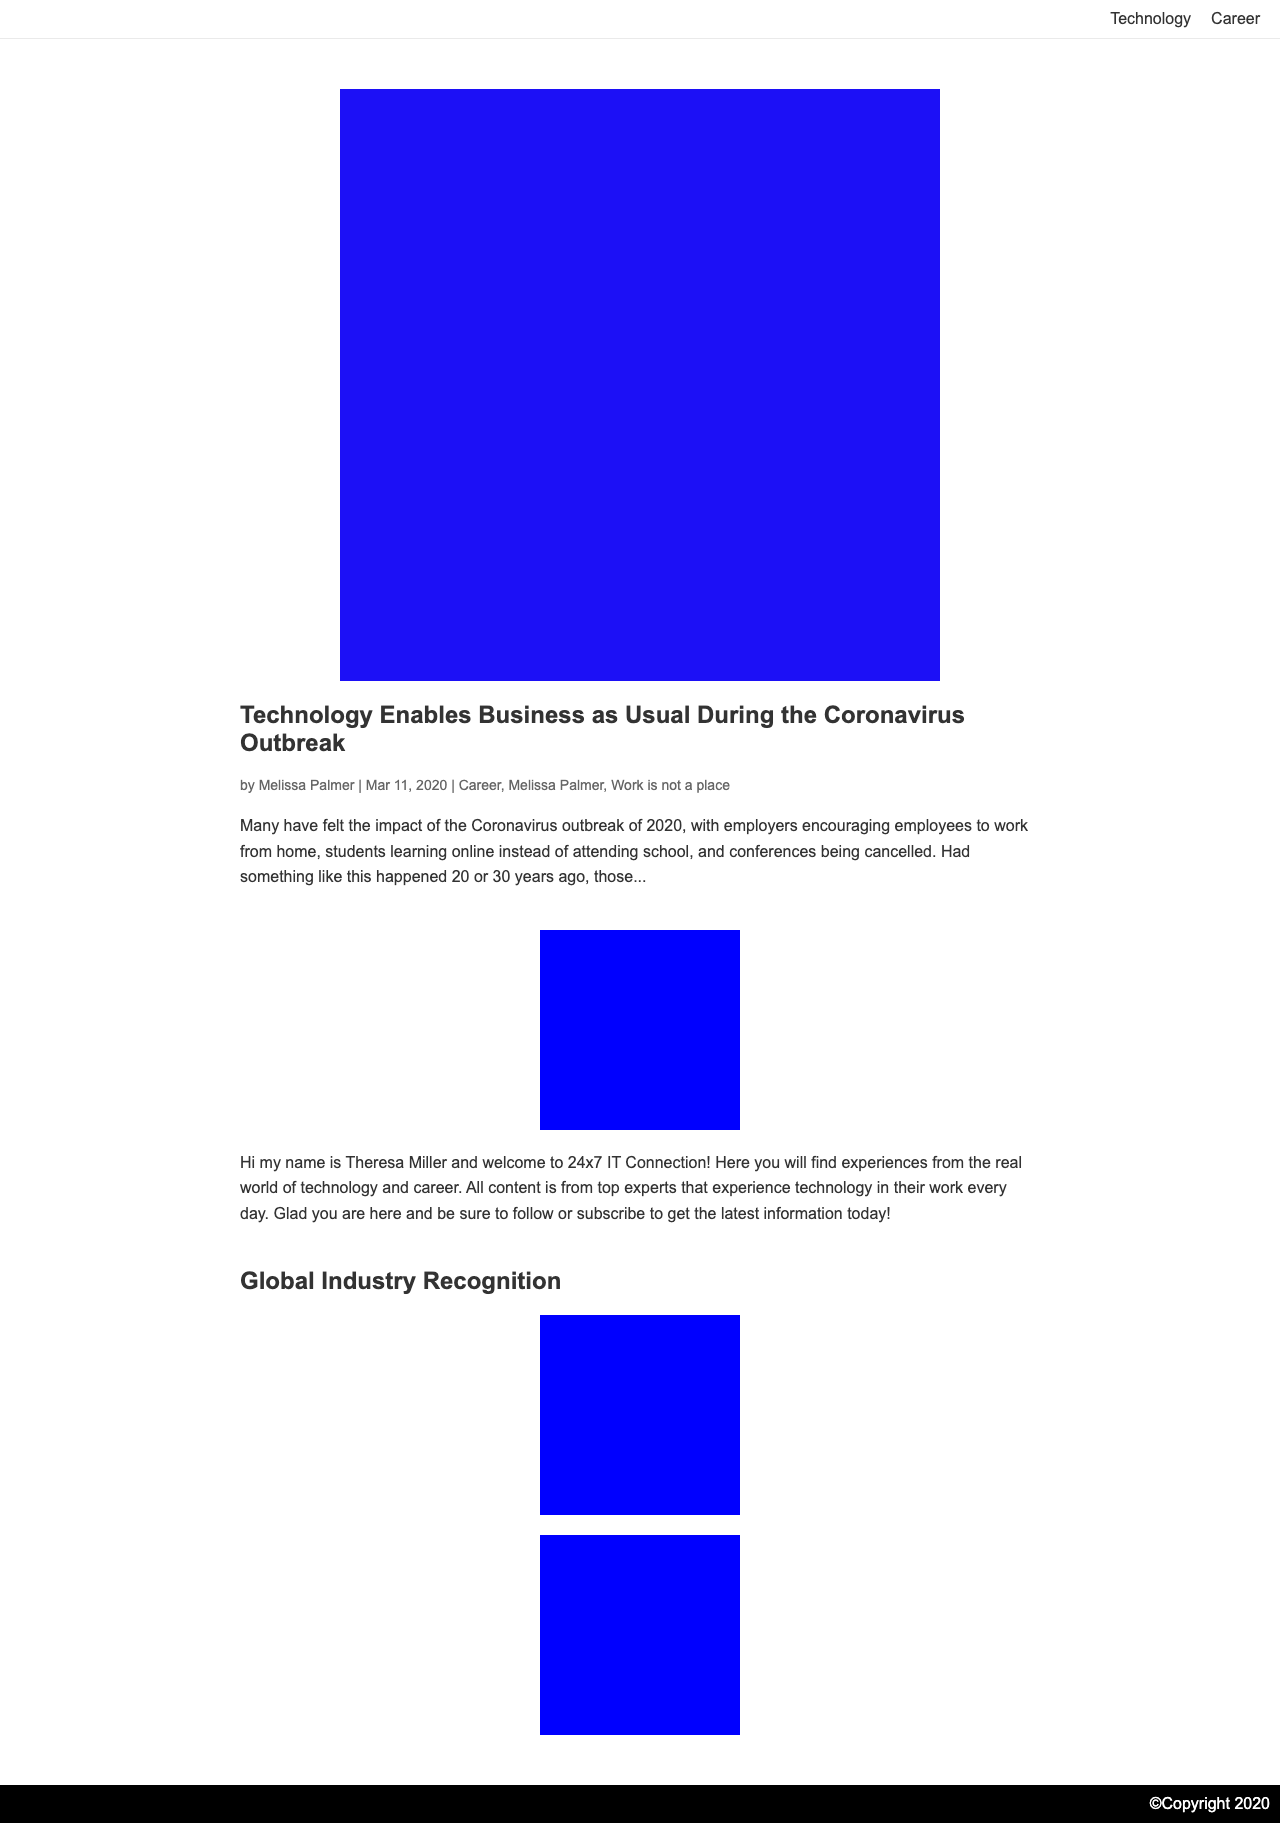 Technology Career
Technology Enables Business as Usual During the Coronavirus
Outbreak
by Melissa Palmer | Mar 11, 2020 | Career, Melissa Palmer, Work is not a place
Many have felt the impact of the Coronavirus outbreak of 2020, with employers encouraging employees to work
from home, students learning online instead of attending school, and conferences being cancelled. Had
something like this happened 20 or 30 years ago, those...
Hi my name is Theresa Miller and welcome to 24x7 IT Connection! Here you will find experiences from the real
world of technology and career. All content is from top experts that experience technology in their work every
day. Glad you are here and be sure to follow or subscribe to get the latest information today!
Global Industry Recognition
©Copyright 2020